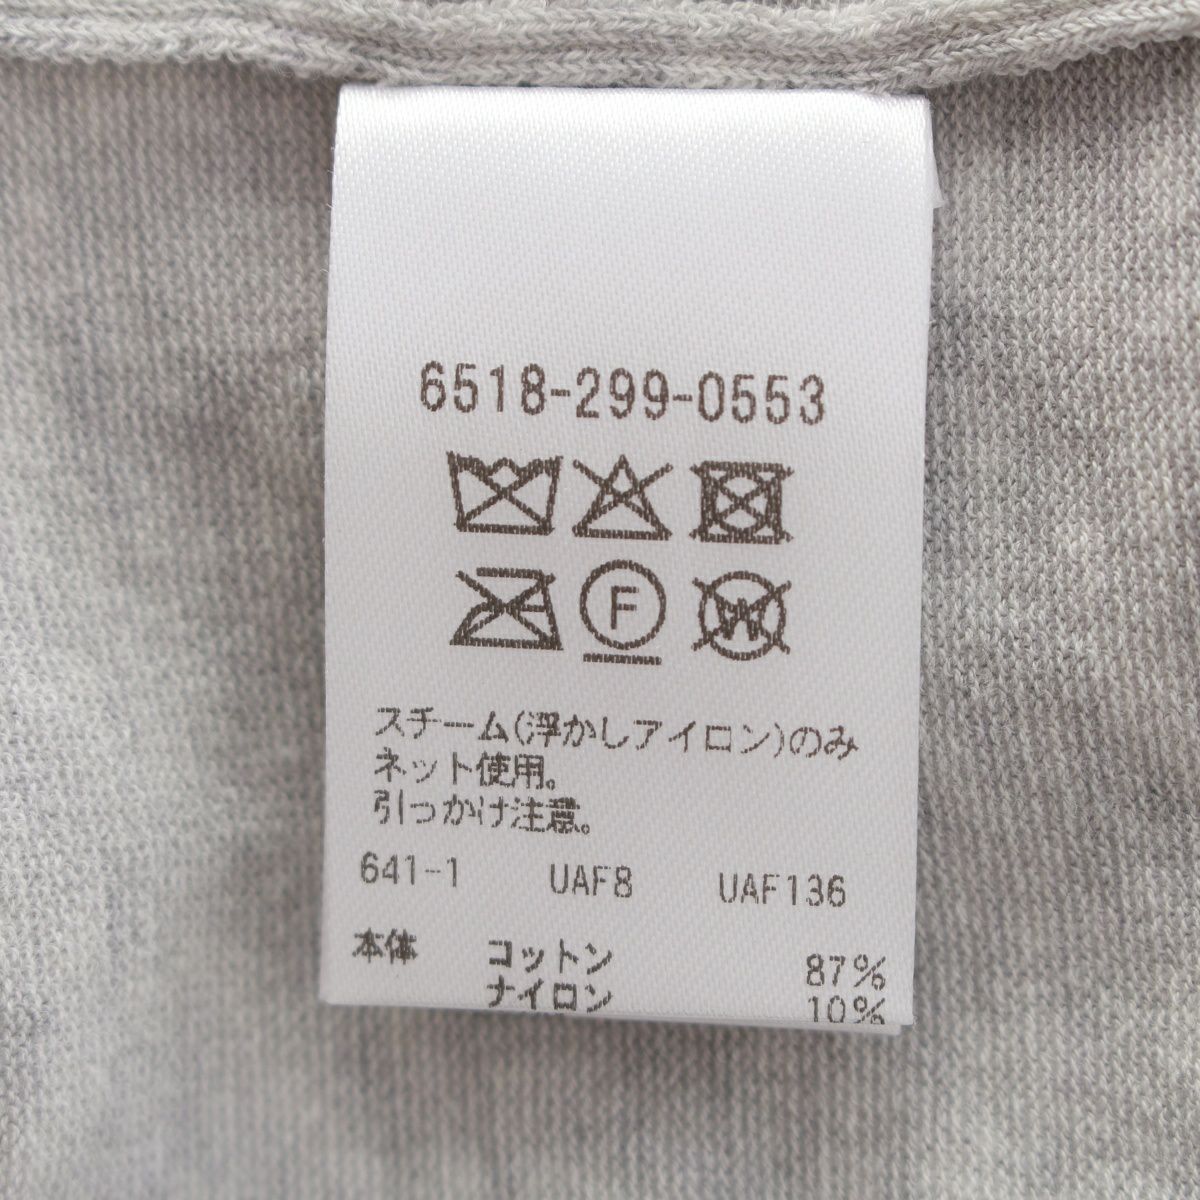 6518-299-0553
F
W
スチーム(浮かしアイロン)のみ
ネット使用。
引っかけ注意。
641-1 UAF8 UAF136
本体 コットン 87%
ナイロン 10%